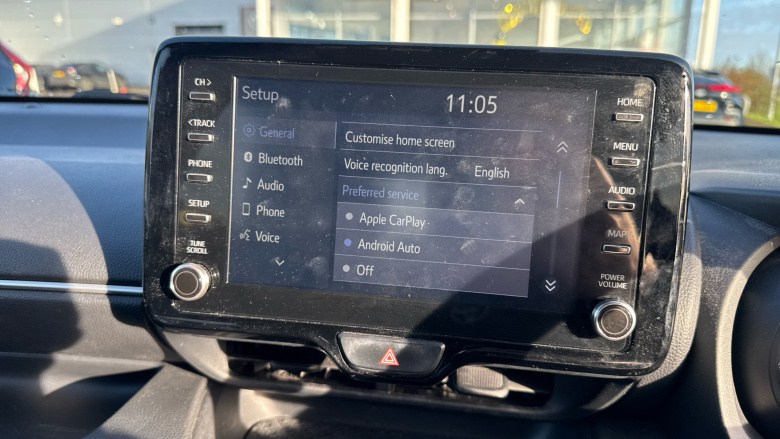 CH >
< TRACK
PHONE
SETUP
TUNE
SCROLL
Setup
11:05
General
Bluetooth
Audio
Phone
Voice
Customise home screen
Voice recognition lang. English
Preferred service
Apple CarPlay
Android Auto
Off
HOME
MENU
AUDIO
MAP
POWER
VOLUME